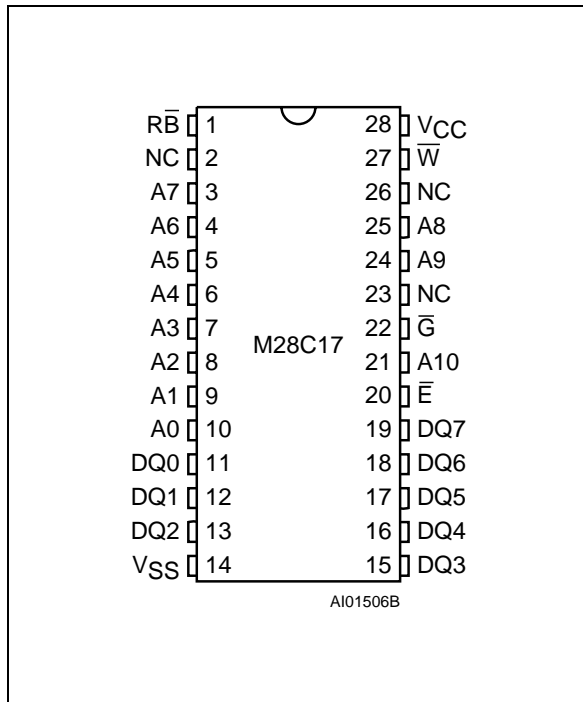 RB̅ 1 28 VCC
NC 2 27 W̅
A7 3 26 NC
A6 4 25 A8
A5 5 24 A9
A4 6 23 NC
A3 7 22 G̅
M28C17
A2 8 21 A10
A1 9 20 E̅
A0 10 19 DQ7
DQ0 11 18 DQ6
DQ1 12 17 DQ5
DQ2 13 16 DQ4
VSS 14 15 DQ3
AI01506B